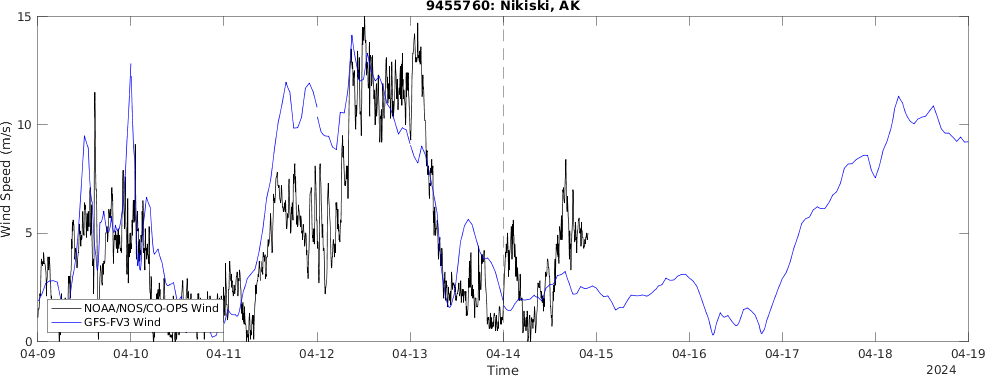 9455760: Nikiski, AK
Wind Speed (m/s)
15
10
5
0
NOAA/NOS/CO-OPS Wind
GFS-FV3 Wind
04-09 04-10 04-11 04-12 04-13 04-14 04-15 04-16 04-17 04-18 04-19
Time
2024